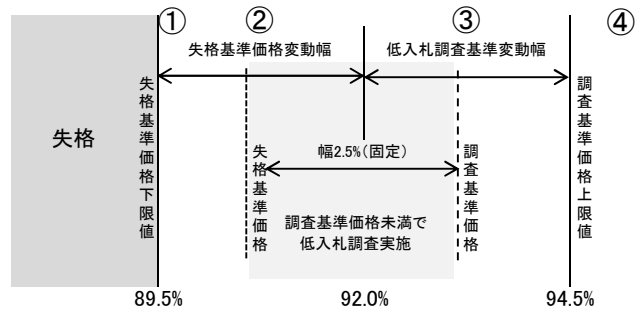 ①
②
③
④
失格基準価格変動幅
低入札調査基準変動幅
失格
失格基準価格下限値
失格基準価格
幅2.5%(固定)
調査基準価格
調査基準価格上限値
調査基準価格未満で
低入札調査実施
89.5%
92.0%
94.5%